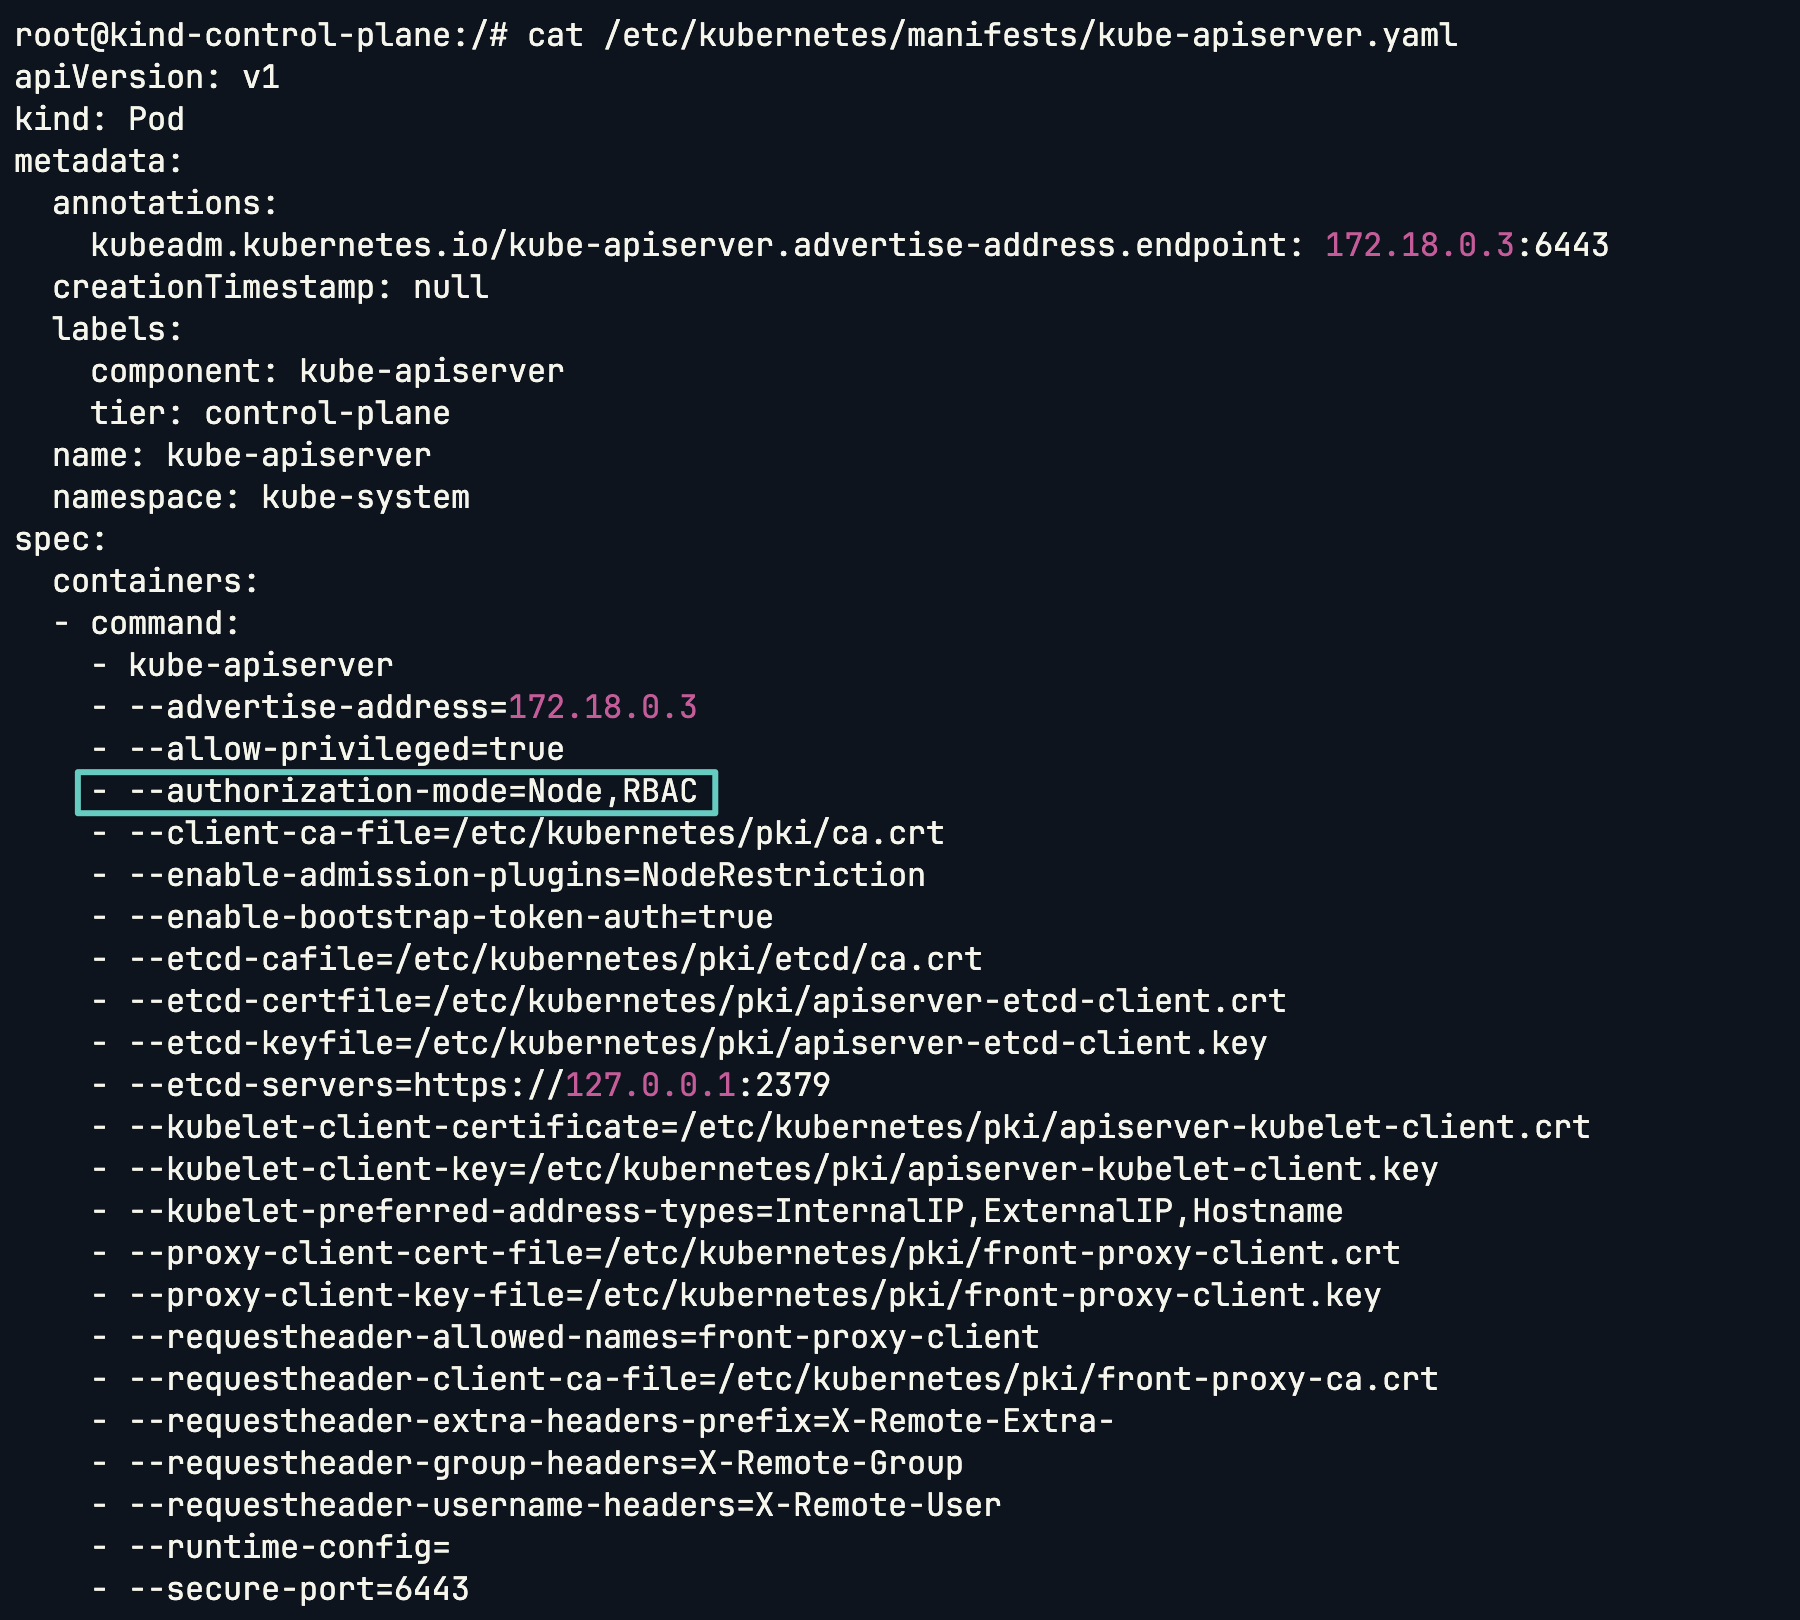 root@kind-control-plane:/# cat /etc/kubernetes/manifests/kube-apiserver.yaml
apiVersion: v1
kind: Pod
metadata:
  annotations:
    kubeadm.kubernetes.io/kube-apiserver.advertise-address.endpoint: 172.18.0.3:6443
  creationTimestamp: null
  labels:
    component: kube-apiserver
    tier: control-plane
  name: kube-apiserver
  namespace: kube-system
spec:
  containers:
  - command:
    - kube-apiserver
    - --advertise-address=172.18.0.3
    - --allow-privileged=true
    - --authorization-mode=Node,RBAC
    - --client-ca-file=/etc/kubernetes/pki/ca.crt
    - --enable-admission-plugins=NodeRestriction
    - --enable-bootstrap-token-auth=true
    - --etcd-cafile=/etc/kubernetes/pki/etcd/ca.crt
    - --etcd-certfile=/etc/kubernetes/pki/apiserver-etcd-client.crt
    - --etcd-keyfile=/etc/kubernetes/pki/apiserver-etcd-client.key
    - --etcd-servers=https://127.0.0.1:2379
    - --kubelet-client-certificate=/etc/kubernetes/pki/apiserver-kubelet-client.crt
    - --kubelet-client-key=/etc/kubernetes/pki/apiserver-kubelet-client.key
    - --kubelet-preferred-address-types=InternalIP,ExternalIP,Hostname
    - --proxy-client-cert-file=/etc/kubernetes/pki/front-proxy-client.crt
    - --proxy-client-key-file=/etc/kubernetes/pki/front-proxy-client.key
    - --requestheader-allowed-names=front-proxy-client
    - --requestheader-client-ca-file=/etc/kubernetes/pki/front-proxy-ca.crt
    - --requestheader-extra-headers-prefix=X-Remote-Extra-
    - --requestheader-group-headers=X-Remote-Group
    - --requestheader-username-headers=X-Remote-User
    - --runtime-config=
    - --secure-port=6443